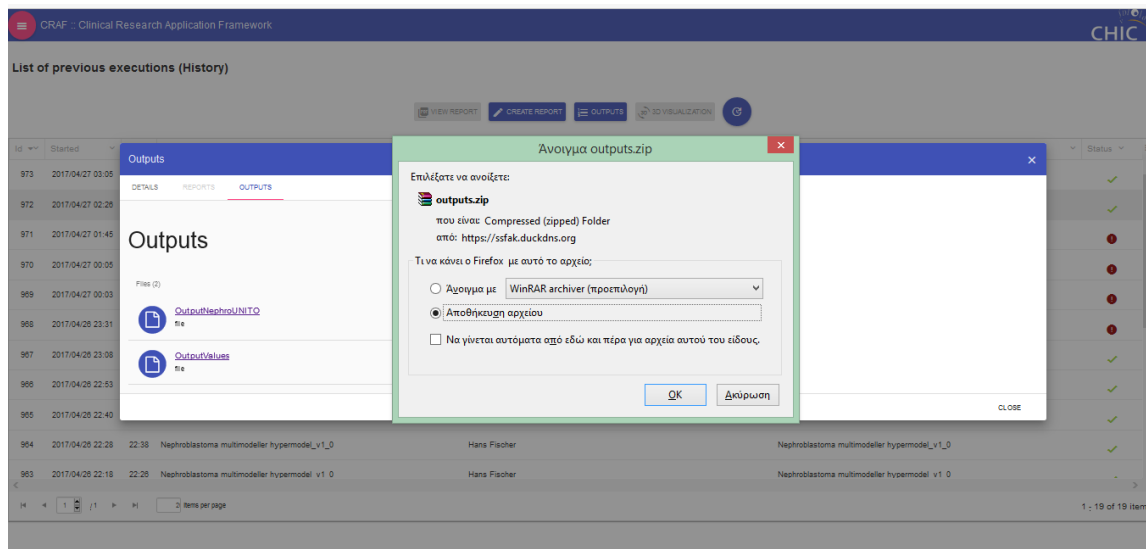 CRAF :: Clinical Research Application Framework
CHIC
List of previous executions (History)
VIEW REPORT CREATE REPORT OUTPUTS 3D VISUALIZATION
Id Started Status
973 2017/04/27 03:05
972 2017/04/27 02:26
971 2017/04/27 01:45
970 2017/04/27 00:05
969 2017/04/27 00:03
968 2017/04/26 23:31
967 2017/04/26 23:08
966 2017/04/26 22:53
965 2017/04/26 22:40
964 2017/04/26 22:28 22:38 Nephroblastoma multimodeller hypermodel_v1_0 Hans Fischer Nephroblastoma multimodeller hypermodel_v1_0
963 2017/04/26 22:18 22:26 Nephroblastoma multimodeller hypermodel v1 0 Hans Fischer Nephroblastoma multimodeller hypermodel v1 0
1 /1 items per page
1 - 19 of 19 item
Outputs
DETAILS REPORTS OUTPUTS
Outputs
Files (2)
OutputNephroUNITO
file
OutputValues
file
CLOSE
Άνοιγμα outputs.zip
Επιλέξατε να ανοίξετε:
outputs.zip
που είναι: Compressed (zipped) Folder
από: https://ssfak.duckdns.org
Τι να κάνει ο Firefox με αυτό το αρχείο;
Άνοιγμα με WinRAR archiver (προεπιλογή)
Αποθήκευση αρχείου
Να γίνεται αυτόματα από εδώ και πέρα για αρχεία αυτού του είδους.
OK Ακύρωση